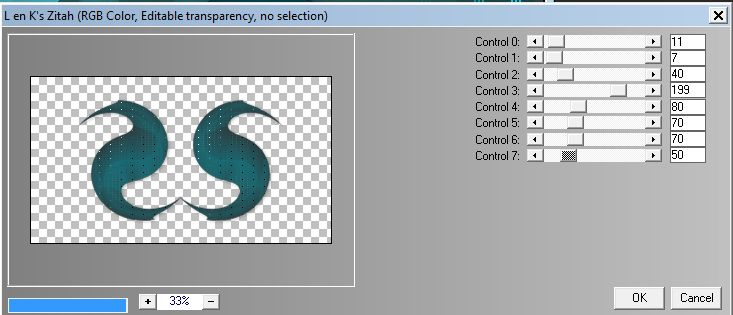 L en K's Zitah (RGB Color, Editable transparency, no selection)
Control 0: 11
Control 1: 7
Control 2: 40
Control 3: 199
Control 4: 80
Control 5: 70
Control 6: 70
Control 7: 50
+ 33% −
OK Cancel